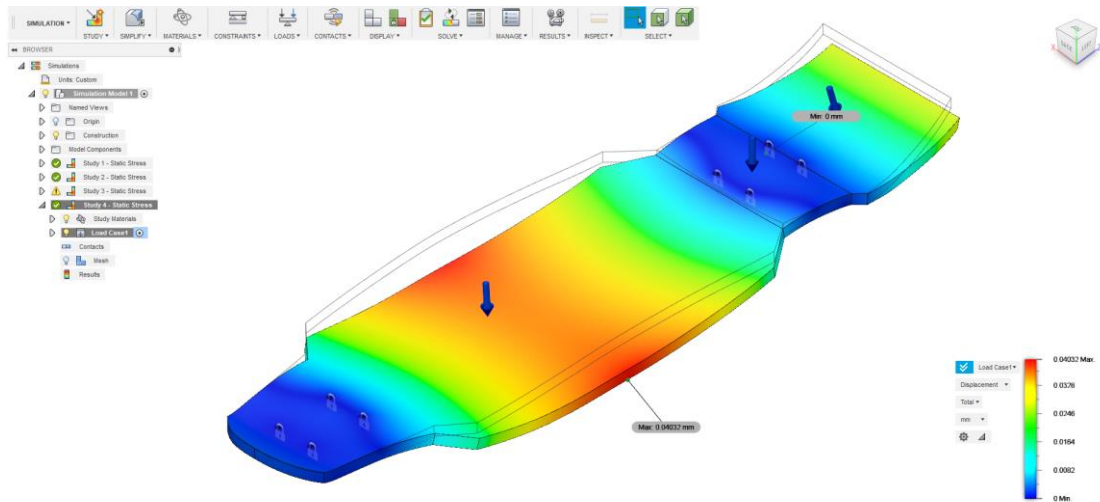 SIMULATION
STUDY
SIMPLIFY
MATERIALS
CONSTRAINTS
LOADS
CONTACTS
DISPLAY
SOLVE
MANAGE
RESULTS
INSPECT
SELECT
BROWSER
Simulations
Units: Custom
Simulation Model 1
Named Views
Origin
Construction
Model Components
Study 1 - Static Stress
Study 2 - Static Stress
Study 3 - Static Stress
Study 4 - Static Stress
Study Materials
Load Case1
Contacts
Mesh
Results
BACK
LEFT
Min: 0 mm
Max: 0.04032 mm
Load Case1
Displacement
Total
mm
0.04032 Max.
0.0376
0.0246
0.0164
0.0082
0 Min.